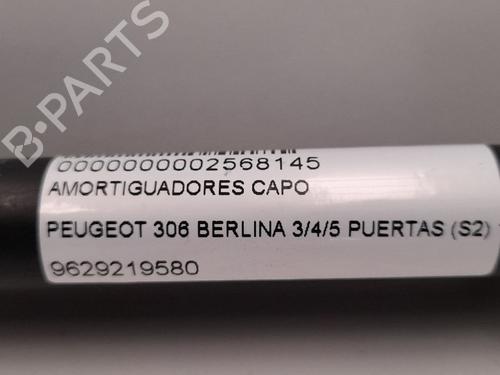 B-PARTS
0000000002568145
AMORTIGUADORES CAPO
PEUGEOT 306 BERLINA 3/4/5 PUERTAS (S2)
9629219580